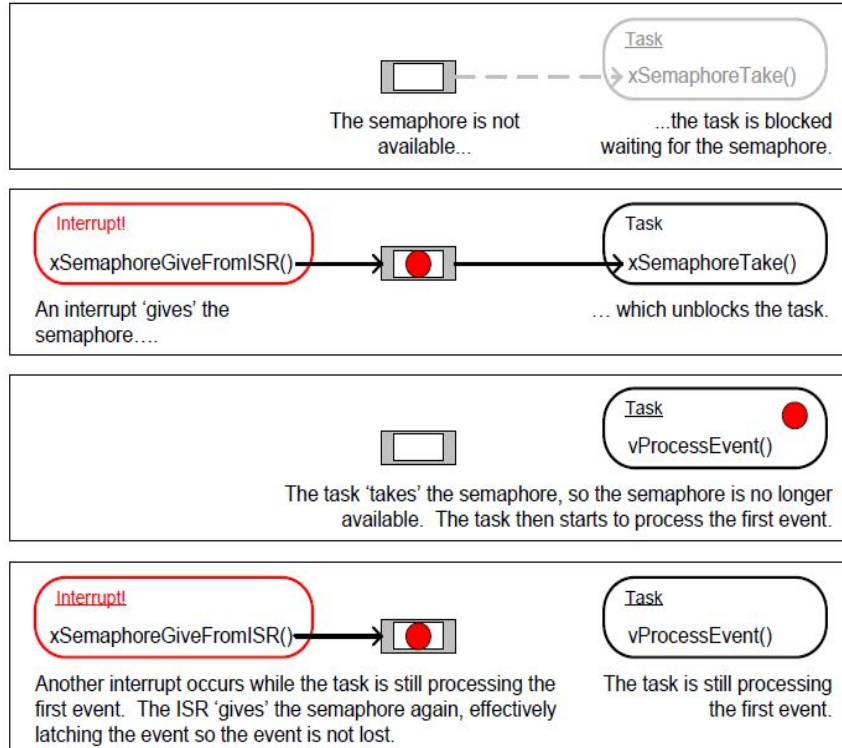 Task
xSemaphoreTake()
The semaphore is not
available...
...the task is blocked
waiting for the semaphore.
Interrupt!
xSemaphoreGiveFromISR()
Task
xSemaphoreTake()
An interrupt ‘gives’ the
semaphore….
… which unblocks the task.
Task
vProcessEvent()
The task ‘takes’ the semaphore, so the semaphore is no longer
available. The task then starts to process the first event.
Interrupt!
xSemaphoreGiveFromISR()
Task
vProcessEvent()
Another interrupt occurs while the task is still processing the
first event. The ISR ‘gives’ the semaphore again, effectively
latching the event so the event is not lost.
The task is still processing
the first event.